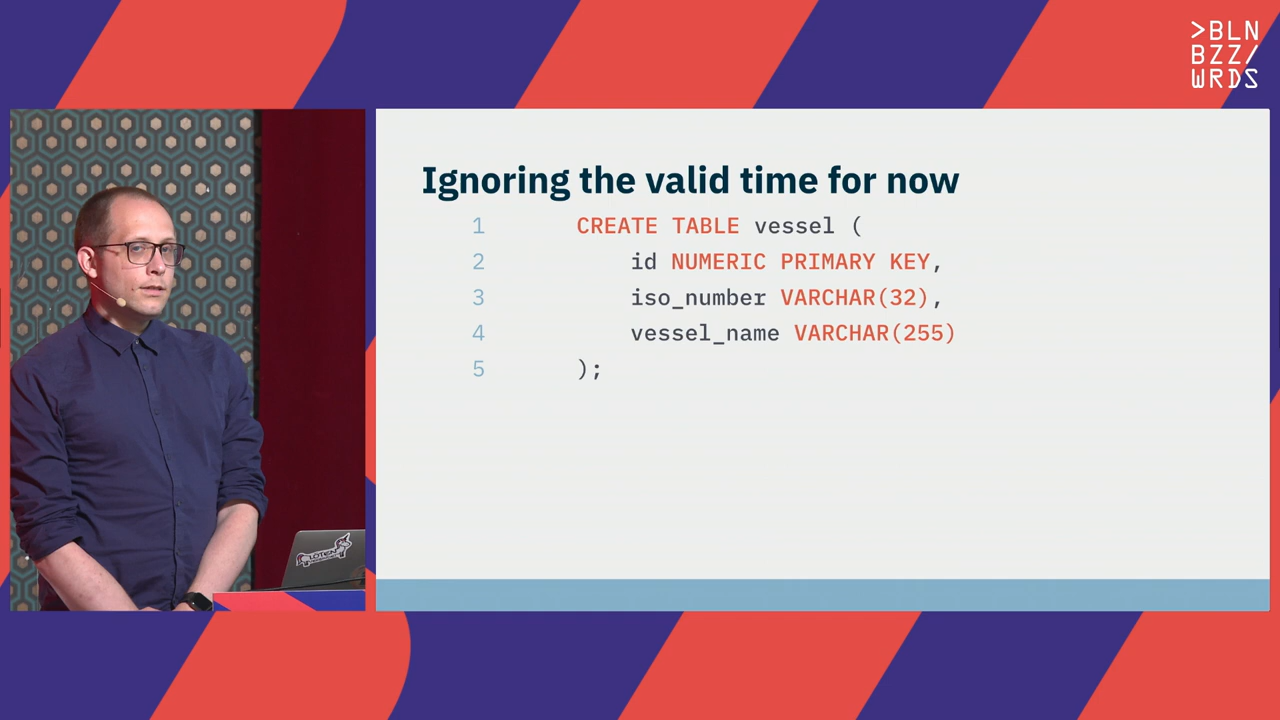 >BLN
BZZ/
WRDS
Ignoring the valid time for now
1 CREATE TABLE vessel (
2 id NUMERIC PRIMARY KEY,
3 iso_number VARCHAR(32),
4 vessel_name VARCHAR(255)
5 );